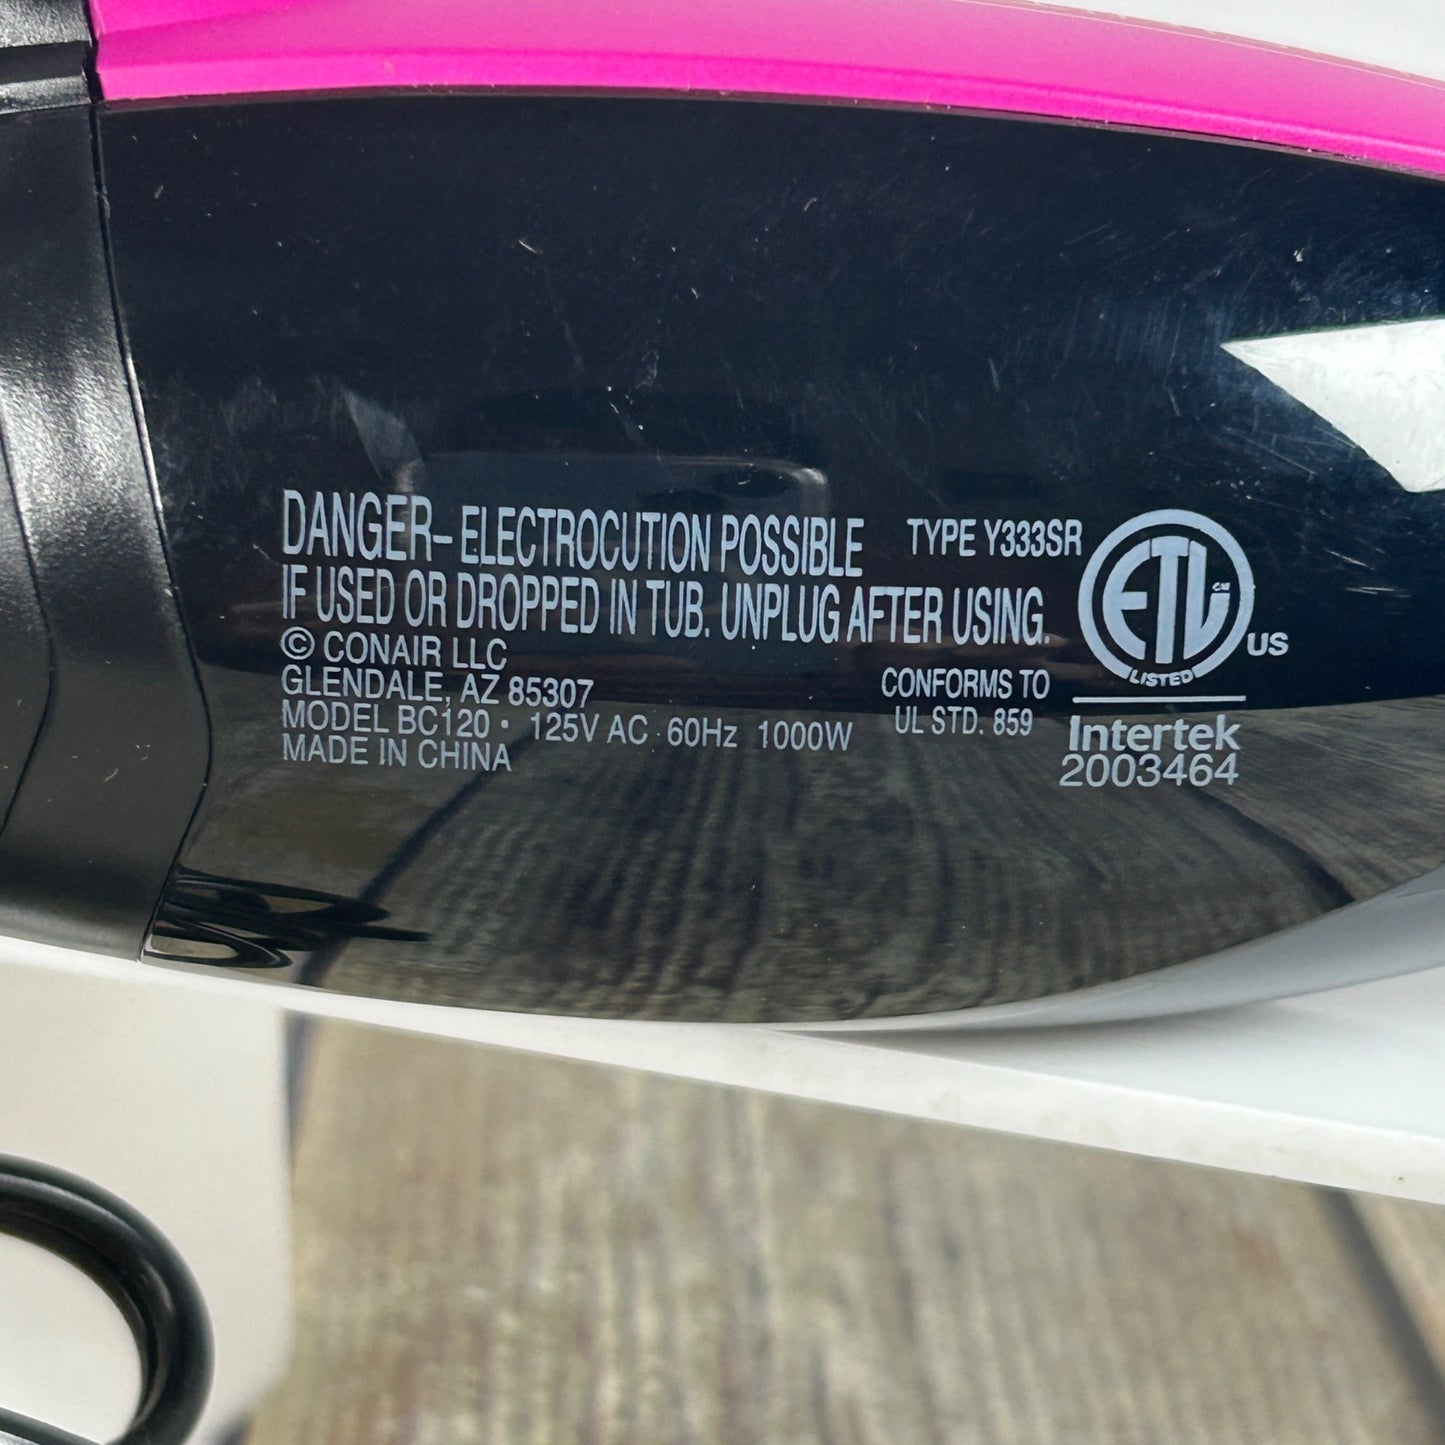 DANGER-ELECTROCUTION POSSIBLE
IF USED OR DROPPED IN TUB. UNPLUG AFTER USING.
© CONAIR LLC
GLENDALE, AZ 85307
MODEL BC120 • 125V AC 60Hz 1000W
MADE IN CHINA
TYPE Y333SR
CONFORMS TO
UL STD. 859
ETL CM
LISTED
US
Intertek
2003464